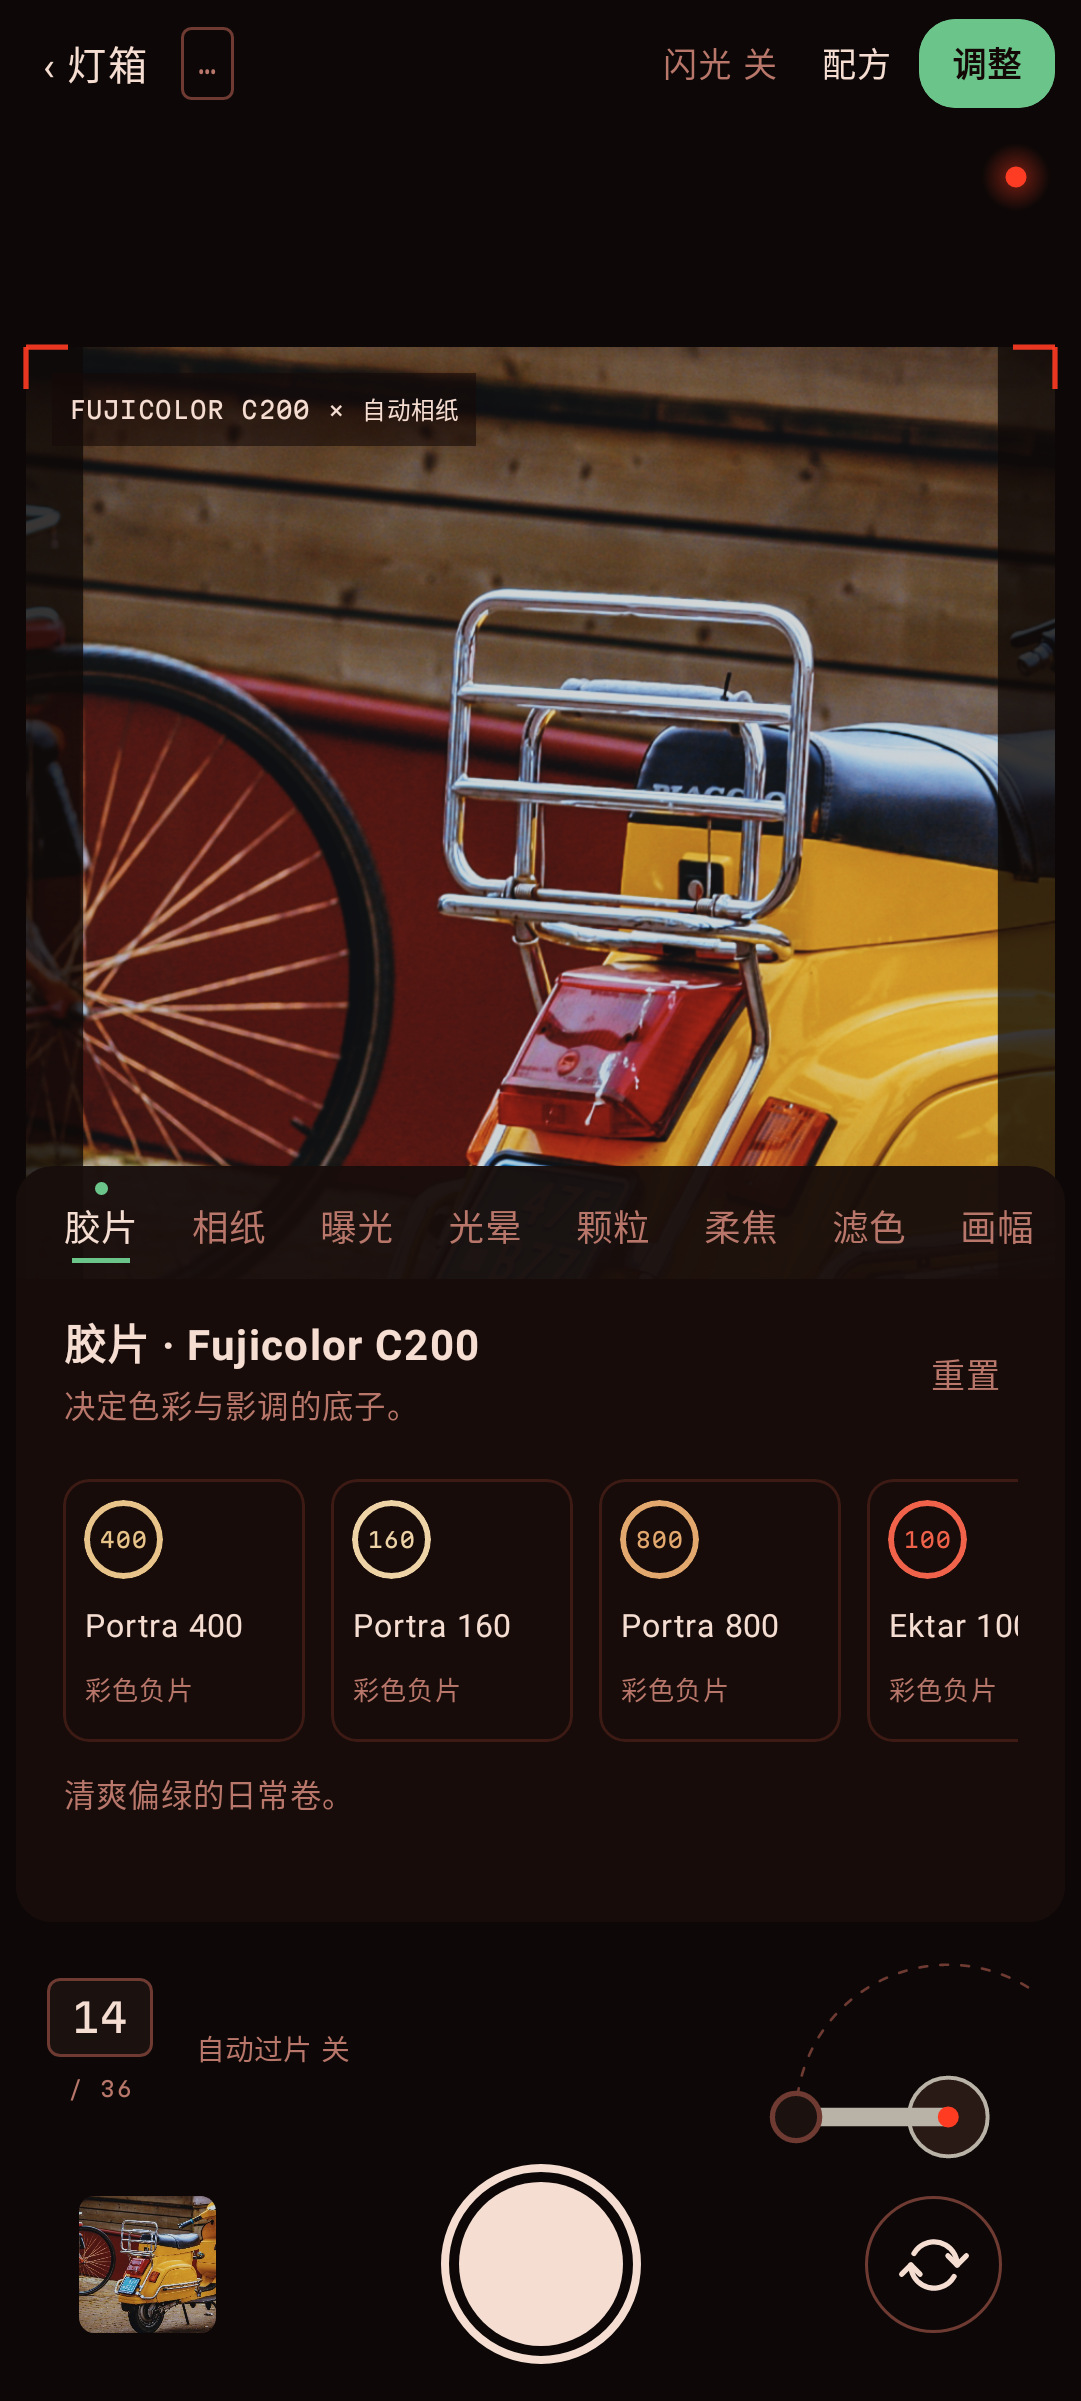 ‹ 灯箱 … 闪光 关 配方 调整
FUJICOLOR C200 × 自动相纸
胶片 相纸 曝光 光晕 颗粒 柔焦 滤色 画幅
胶片 · Fujicolor C200
决定色彩与影调的底子。
重置
400 160 800 100
Portra 400 Portra 160 Portra 800 Ektar 100
彩色负片 彩色负片 彩色负片 彩色负片
清爽偏绿的日常卷。
14
自动过片 关
/ 36